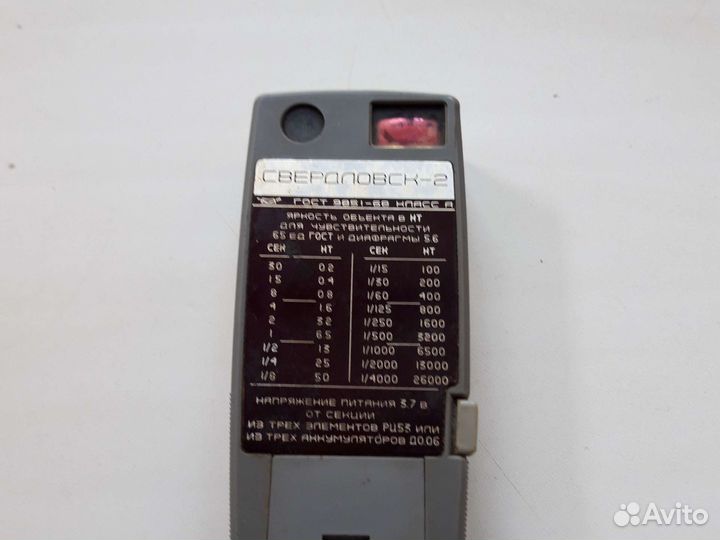 СВЕРДЛОВСК-2
ГОСТ 9851-68 КЛАСС А
ЯРКОСТЬ ОБЪЕКТА В НТ
ДЛЯ ЧУВСТВИТЕЛЬНОСТИ
65 ЕД ГОСТ И ДИАФРАГМЫ 5.6
СЕК НТ СЕК НТ
30 0.2 1/15 100
15 0.4 1/30 200
8 0.8 1/60 400
4 1.6 1/125 800
2 3.2 1/250 1600
1 6.5 1/500 3200
1/2 13 1/1000 6500
1/4 25 1/2000 13000
1/8 50 1/4000 26000
НАПРЯЖЕНИЕ ПИТАНИЯ 3.7 В
ОТ СЕКЦИИ
ИЗ ТРЕХ ЭЛЕМЕНТОВ РЦ53 ИЛИ
ИЗ ТРЕХ АККУМУЛЯТОРОВ Д0.06
Avito